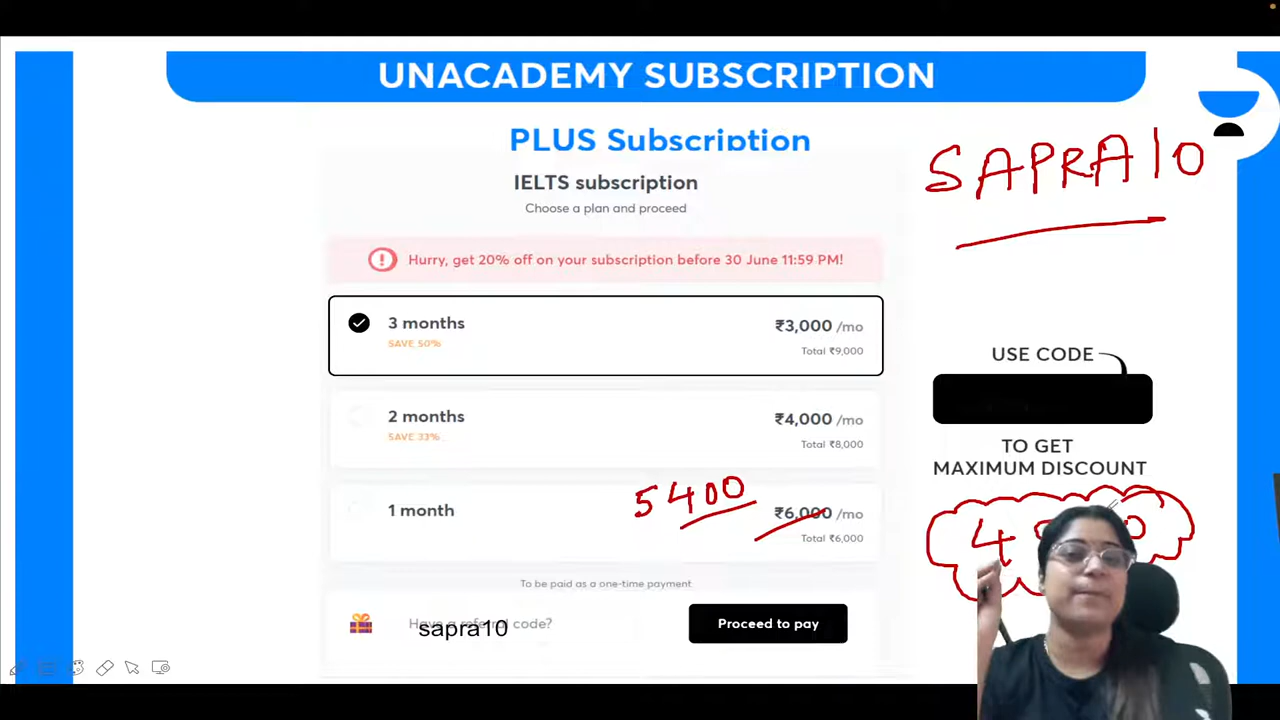 UNACADEMY SUBSCRIPTION
PLUS Subscription
SAPRA10
IELTS subscription
Choose a plan and proceed
Hurry, get 20% off on your subscription before 30 June 11:59 PM!
3 months
₹3,000 /mo
SAVE 50%
Total ₹9,000
USE CODE
2 months
₹4,000 /mo
SAVE 33%
Total ₹8,000
TO GET
MAXIMUM DISCOUNT
5400
1 month
₹6,000 /mo
Total ₹6,000
To be paid as a one-time payment
Have a referral code?
sapra10
Proceed to pay